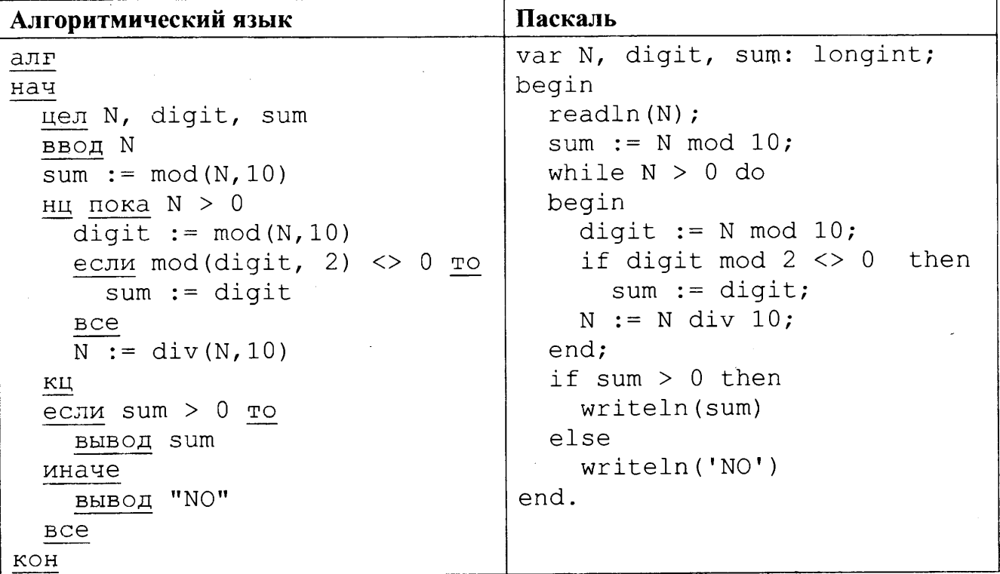 Алгоритмический язык
алг
нач
цел N, digit, sum
ввод N
sum := mod(N,10)
нц пока N > 0
digit := mod(N,10)
если mod(digit, 2) <> 0 то
sum := digit
все
N := div(N,10)
кц
если sum > 0 то
вывод sum
иначе
вывод "NO"
все
кон
Паскаль
var N, digit, sum: longint;
begin
readln(N);
sum := N mod 10;
while N > 0 do
begin
digit := N mod 10;
if digit mod 2 <> 0 then
sum := digit;
N := N div 10;
end;
if sum > 0 then
writeln(sum)
else
writeln('NO')
end.